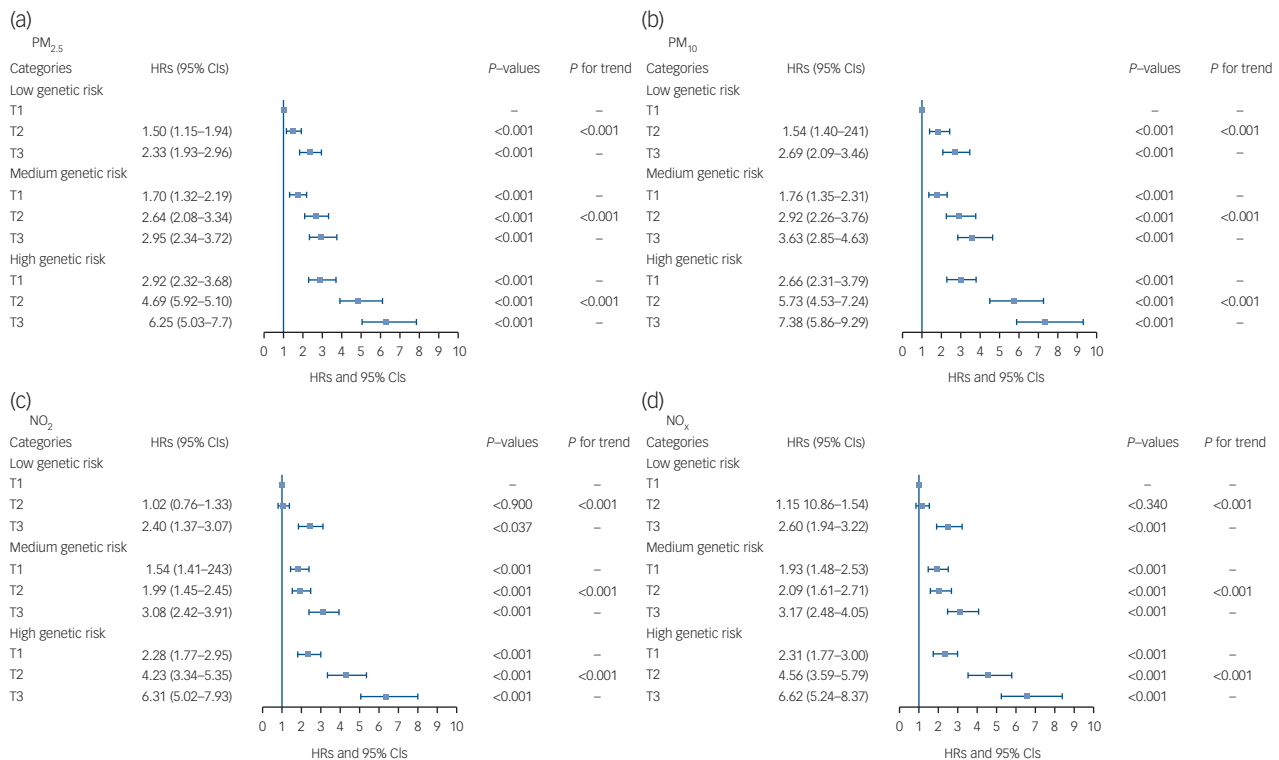 (a)
PM2.5
Categories HRs (95% CIs) P–values P for trend
Low genetic risk
T1 – –
T2 1.50 (1.15–1.94) <0.001 <0.001
T3 2.33 (1.93–2.96) <0.001 –
Medium genetic risk
T1 1.70 (1.32–2.19) <0.001 –
T2 2.64 (2.08–3.34) <0.001 <0.001
T3 2.95 (2.34–3.72) <0.001 –
High genetic risk
T1 2.92 (2.32–3.68) <0.001 –
T2 4.69 (5.92–5.10) <0.001 <0.001
T3 6.25 (5.03–7.7) <0.001 –
0 1 2 3 4 5 6 7 8 9 10
HRs and 95% CIs
(b)
PM10
Categories HRs (95% CIs) P–values P for trend
Low genetic risk
T1 – –
T2 1.54 (1.40–241) <0.001 <0.001
T3 2.69 (2.09–3.46) <0.001 –
Medium genetic risk
T1 1.76 (1.35–2.31) <0.001 –
T2 2.92 (2.26–3.76) <0.001 <0.001
T3 3.63 (2.85–4.63) <0.001 –
High genetic risk
T1 2.66 (2.31–3.79) <0.001 –
T2 5.73 (4.53–7.24) <0.001 <0.001
T3 7.38 (5.86–9.29) <0.001 –
0 1 2 3 4 5 6 7 8 9 10
HRs and 95% CIs
(c)
NO2
Categories HRs (95% CIs) P–values P for trend
Low genetic risk
T1 – –
T2 1.02 (0.76–1.33) <0.900 <0.001
T3 2.40 (1.37–3.07) <0.037 –
Medium genetic risk
T1 1.54 (1.41–243) <0.001 –
T2 1.99 (1.45–2.45) <0.001 <0.001
T3 3.08 (2.42–3.91) <0.001 –
High genetic risk
T1 2.28 (1.77–2.95) <0.001 –
T2 4.23 (3.34–5.35) <0.001 <0.001
T3 6.31 (5.02–7.93) <0.001 –
0 1 2 3 4 5 6 7 8 9 10
HRs and 95% CIs
(d)
NOx
Categories HRs (95% CIs) P–values P for trend
Low genetic risk
T1 – –
T2 1.15 10.86–1.54) <0.340 <0.001
T3 2.60 (1.94–3.22) <0.001 –
Medium genetic risk
T1 1.93 (1.48–2.53) <0.001 –
T2 2.09 (1.61–2.71) <0.001 <0.001
T3 3.17 (2.48–4.05) <0.001 –
High genetic risk
T1 2.31 (1.77–3.00) <0.001 –
T2 4.56 (3.59–5.79) <0.001 <0.001
T3 6.62 (5.24–8.37) <0.001 –
0 1 2 3 4 5 6 7 8 9 10
HRs and 95% CIs